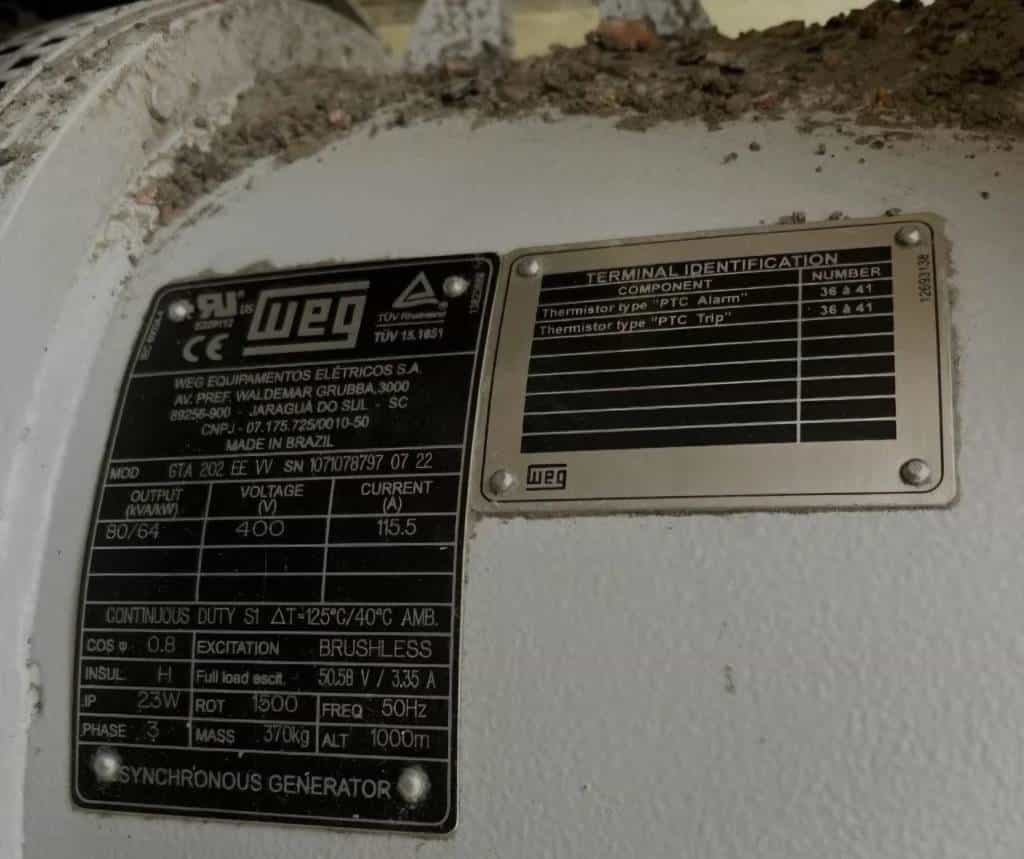 US
E209112
CE
weg
TÜV Rheinland
TÜV 15.1851
WEG EQUIPAMENTOS ELÉTRICOS S.A.
AV. PREF. WALDEMAR GRUBBA,3000
89256-900 - JARAGUÁ DO SUL - SC
CNPJ - 07.175.725/0010-50
MADE IN BRAZIL
MOD GTA 202 EE VV SN 1071078797 07 22
OUTPUT VOLTAGE CURRENT
(kVA/kW) (V) (A)
80/64 400 115.5
CONTINUOUS DUTY S1 ΔT=125°C/40°C AMB.
COS φ 0.8 EXCITATION BRUSHLESS
INSUL. H Full load escit. 50.58 V / 3.35 A
IP 23W ROT 1500 FREQ 50Hz
PHASE 3 MASS 370kg ALT 1000m
SYNCHRONOUS GENERATOR
TERMINAL IDENTIFICATION
COMPONENT NUMBER
Thermistor type "PTC Alarm" 36 à 41
Thermistor type "PTC Trip" 36 à 41
12693138
weg